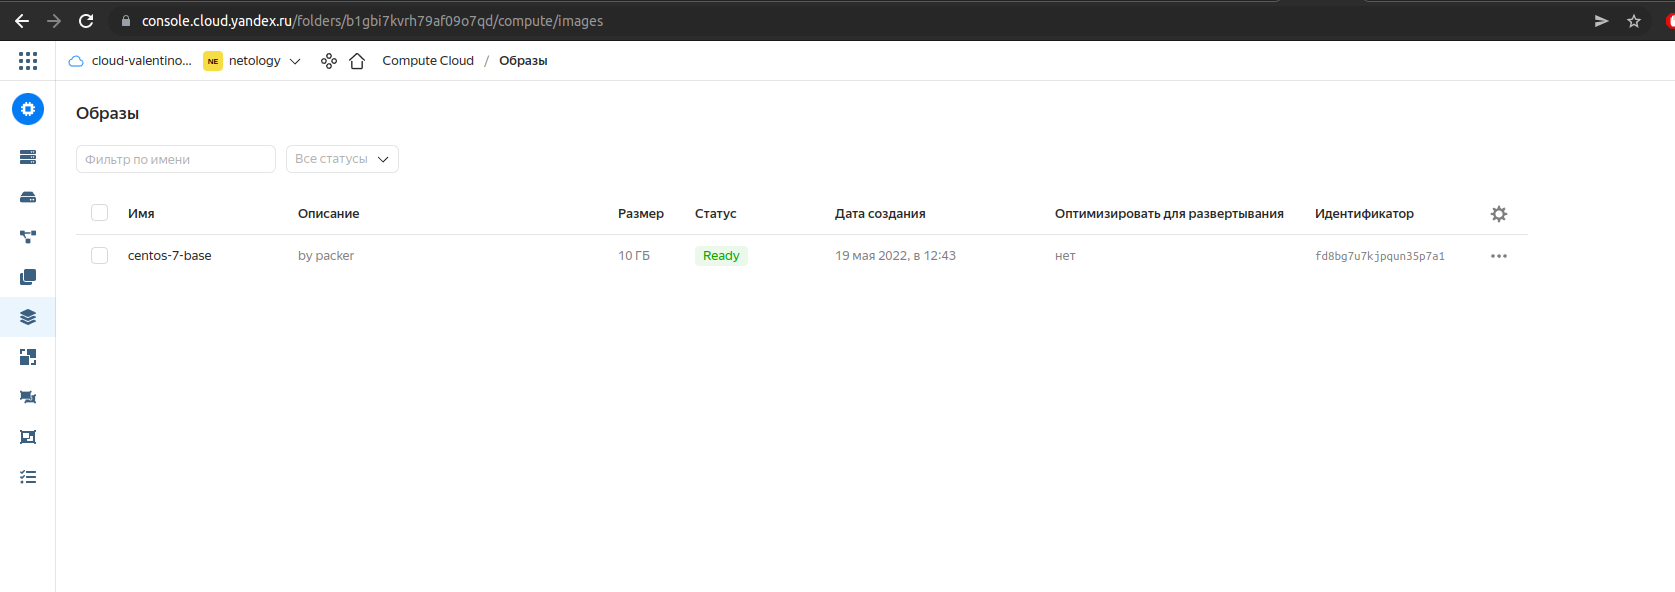 console.cloud.yandex.ru/folders/b1gbi7kvrh79af09o7qd/compute/images
cloud-valentino... NE netology Compute Cloud / Образы
Образы
Фильтр по имени Все статусы
Имя Описание Размер Статус Дата создания Оптимизировать для развертывания Идентификатор
centos-7-base by packer 10 ГБ Ready 19 мая 2022, в 12:43 нет fd8bg7u7kjpqun35p7a1